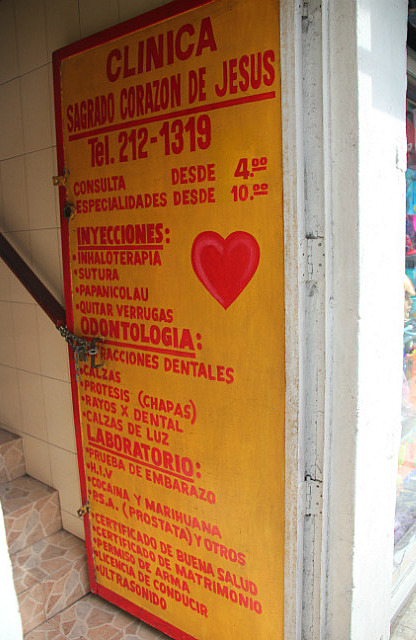 CLINICA
SAGRADO CORAZON DE JESUS
Tel. 212-1319
CONSULTA DESDE 4.00
ESPECIALIDADES DESDE 10.00
INYECCIONES:
•INHALOTERAPIA
•SUTURA
•PAPANICOLAU
•QUITAR VERRUGAS
ODONTOLOGIA:
RACCIONES DENTALES
•CALZAS
•PROTESIS (CHAPAS)
•RAYOS X DENTAL
•CALZAS DE LUZ
LABORATORIO:
•PRUEBA DE EMBARAZO
•H.I.V
•COCAINA Y MARIHUANA
•P.S.A. (PROSTATA) Y OTROS
•CERTIFICADO DE BUENA SALUD
•CERTIFICADO DE MATRIMONIO
•PERMISO DE ARMA
•LICENCIA DE CONDUCIR
•ULTRASONIDO